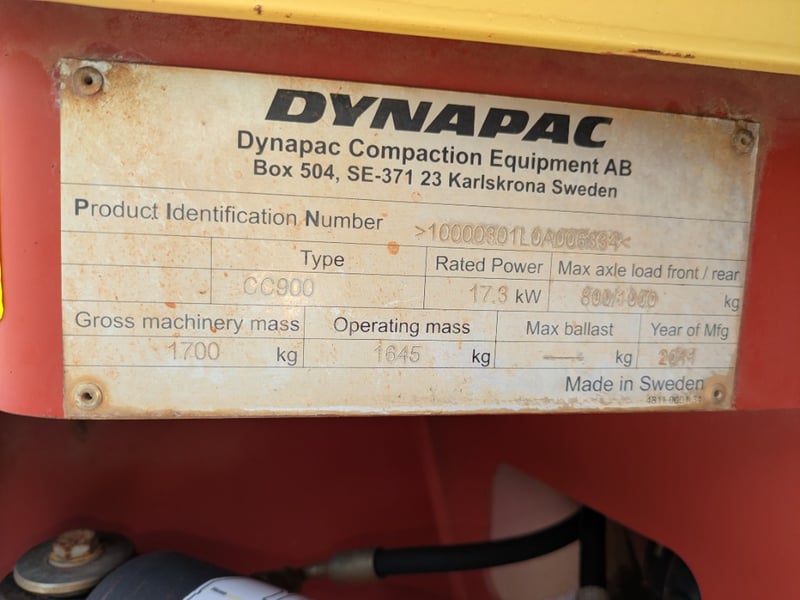 DYNAPAC
Dynapac Compaction Equipment AB
Box 504, SE-371 23 Karlskrona Sweden
Product Identification Number
Type Rated Power Max axle load front / rear
CC900 17.3 kW kg
Gross machinery mass Operating mass Max ballast Year of Mfg
1700 kg 1645 kg kg 2011
Made in Sweden